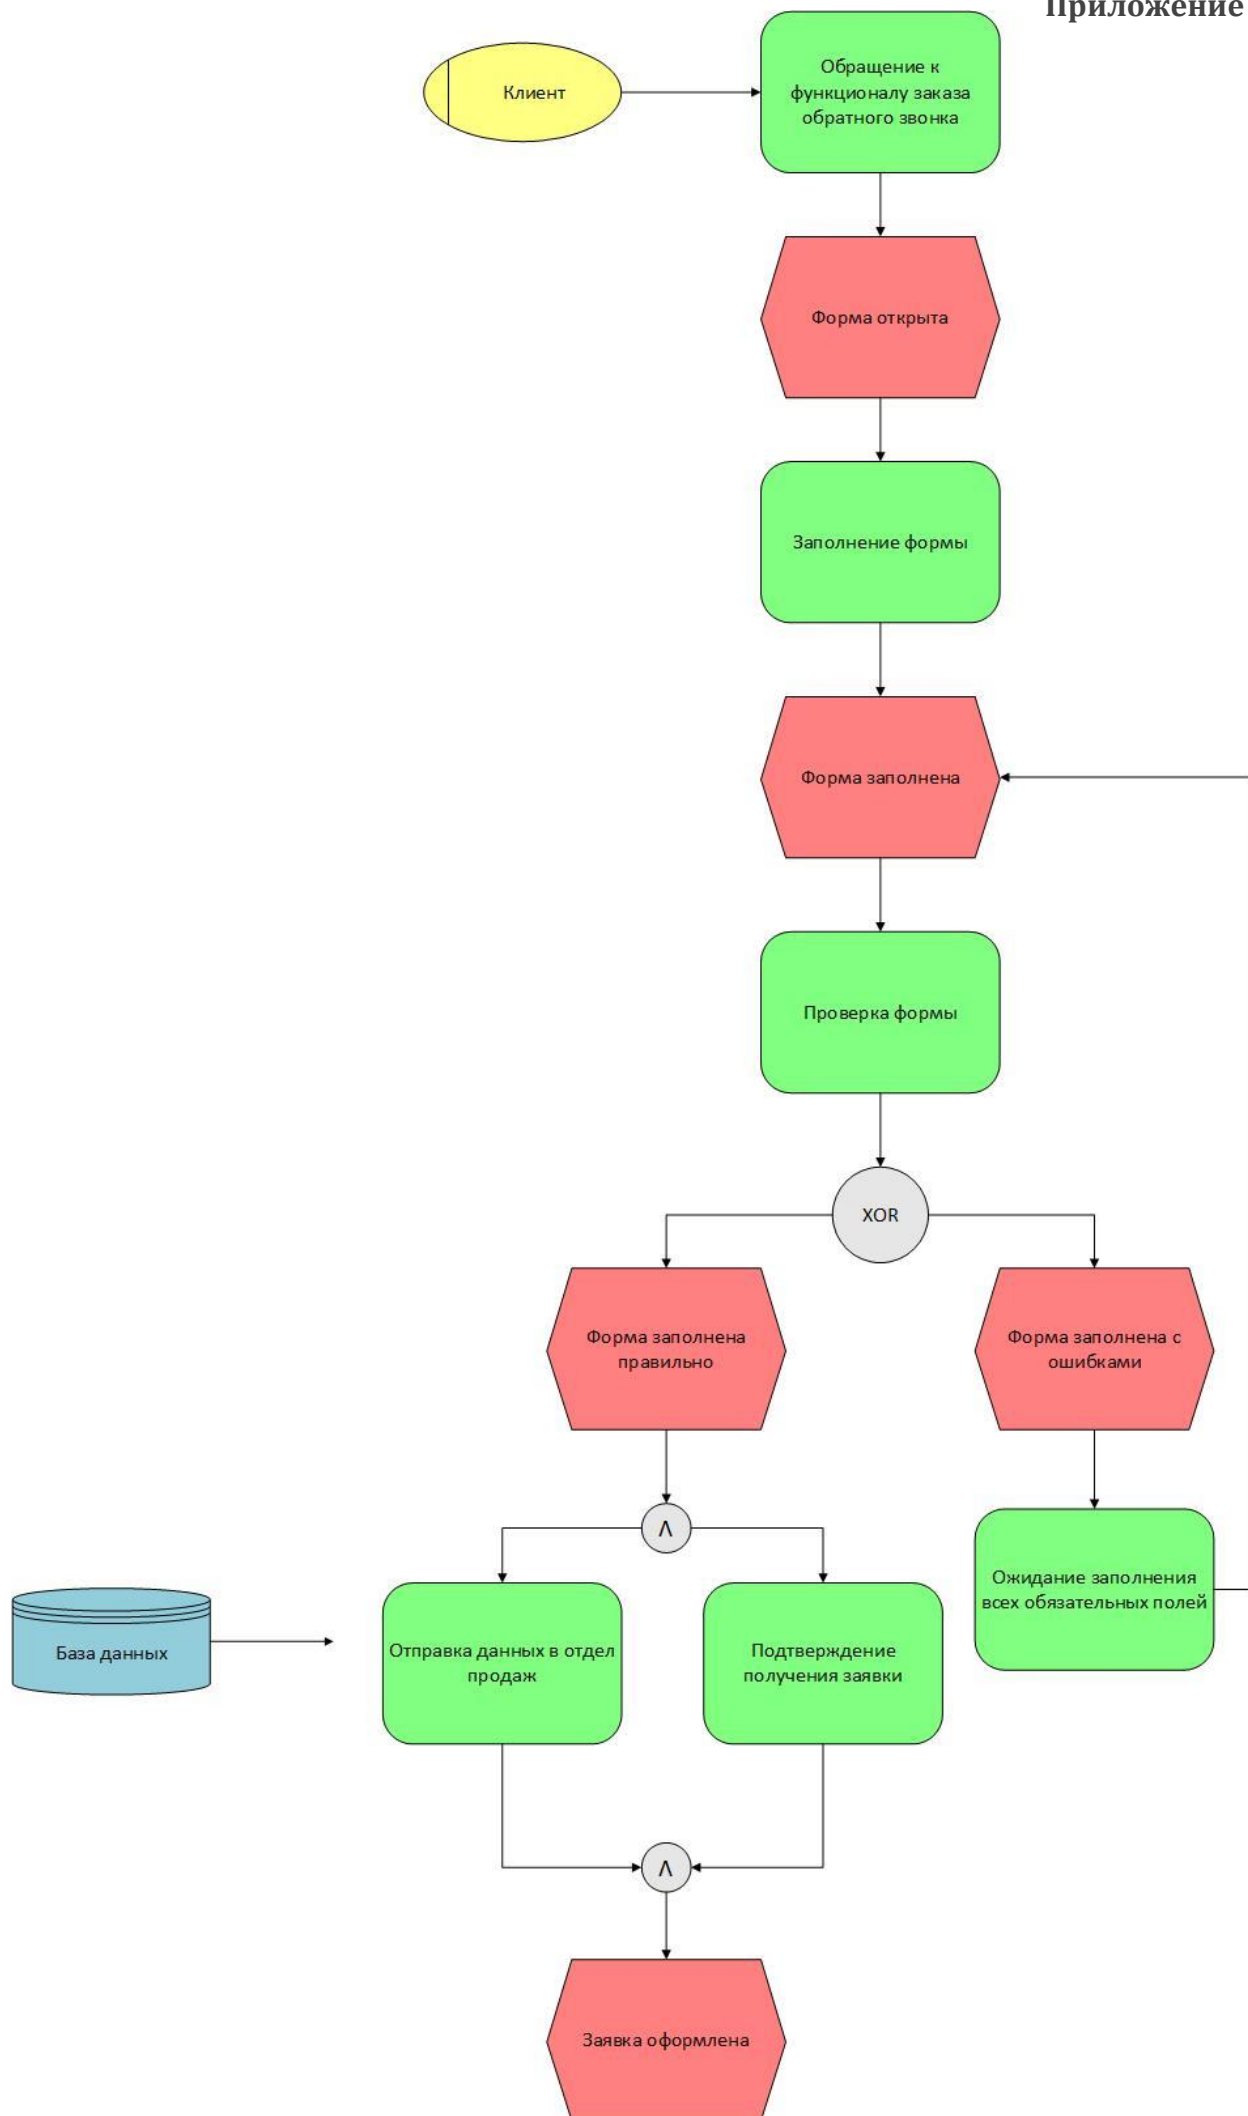 Приложение
Клиент
Обращение к
функционалу заказа
обратного звонка
Форма открыта
Заполнение формы
Форма заполнена
Проверка формы
XOR
Форма заполнена
правильно
Форма заполнена с
ошибками
Λ
Ожидание заполнения
всех обязательных полей
База данных
Отправка данных в отдел
продаж
Подтверждение
получения заявки
Λ
Заявка оформлена